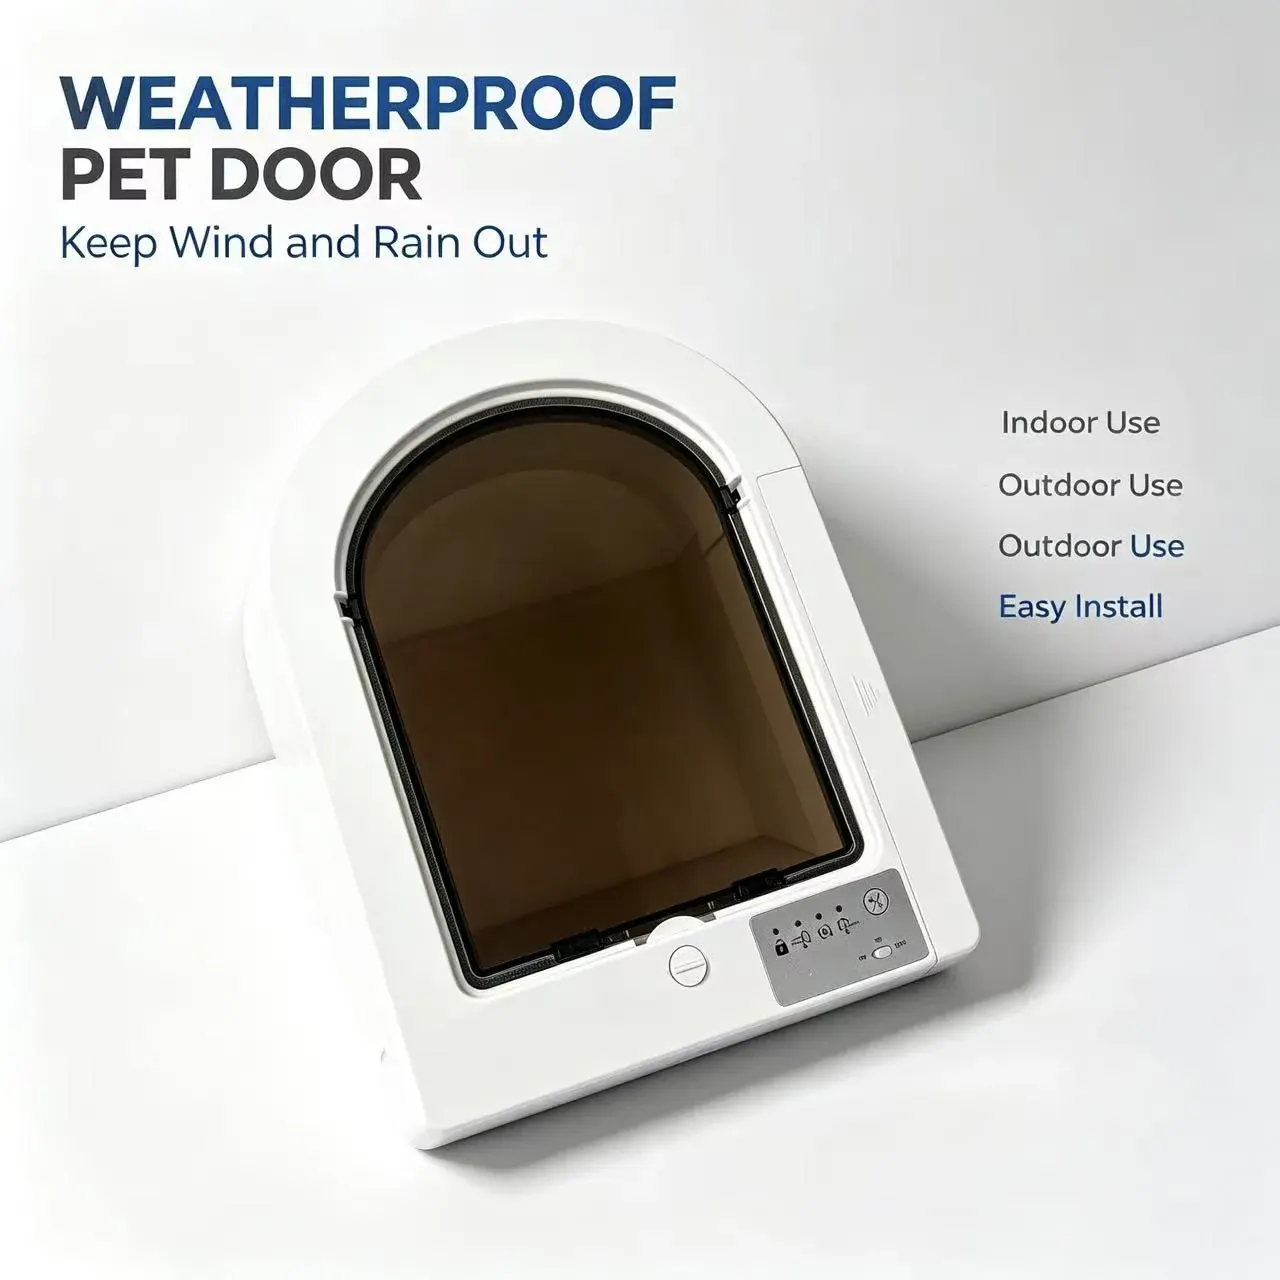 WEATHERPROOF
PET DOOR
Keep Wind and Rain Out
Indoor Use
Outdoor Use
Outdoor Use
Easy Install